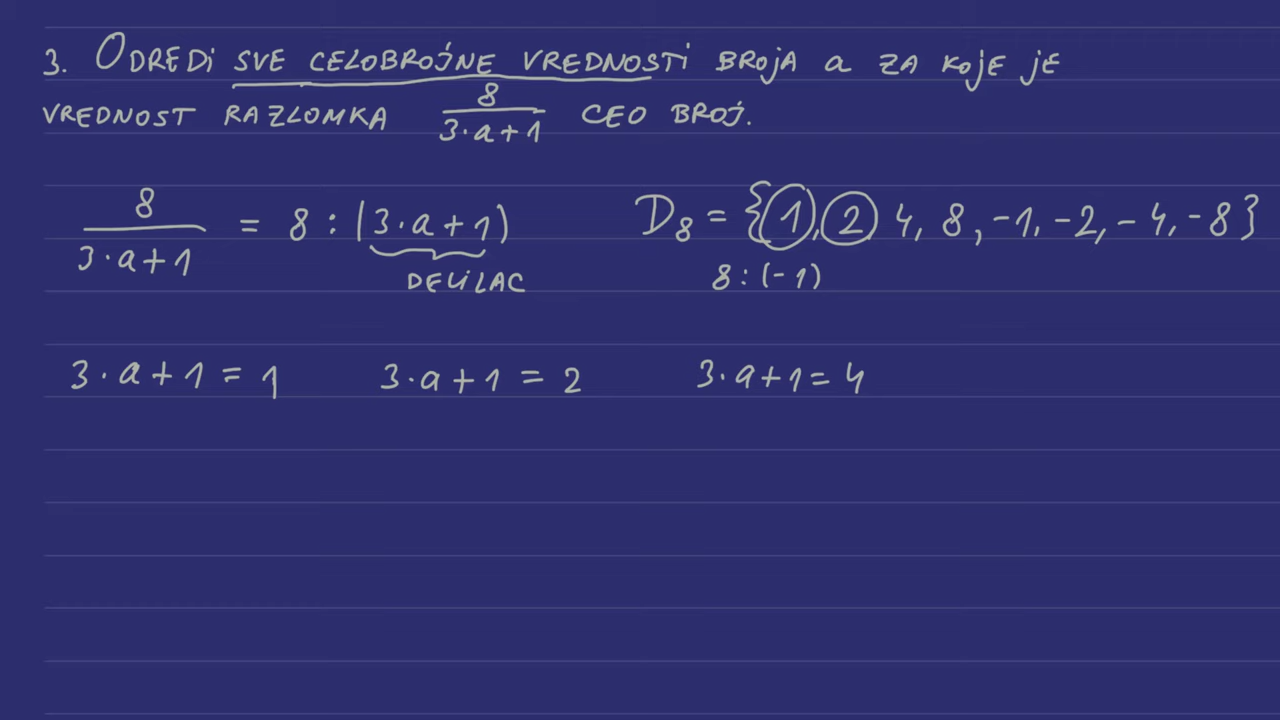 3. ODREDI SVE CELOBROJNE VREDNOSTI BROJA a ZA KOJE JE
VREDNOST RAZLOMKA 8/(3·a+1) CEO BROJ.
8/(3·a+1) = 8 : (3·a+1) D₈ = {1, 2, 4, 8, -1, -2, -4, -8}
DELILAC 8 : (-1)
3·a+1 = 1 3·a+1 = 2 3·a+1 = 4